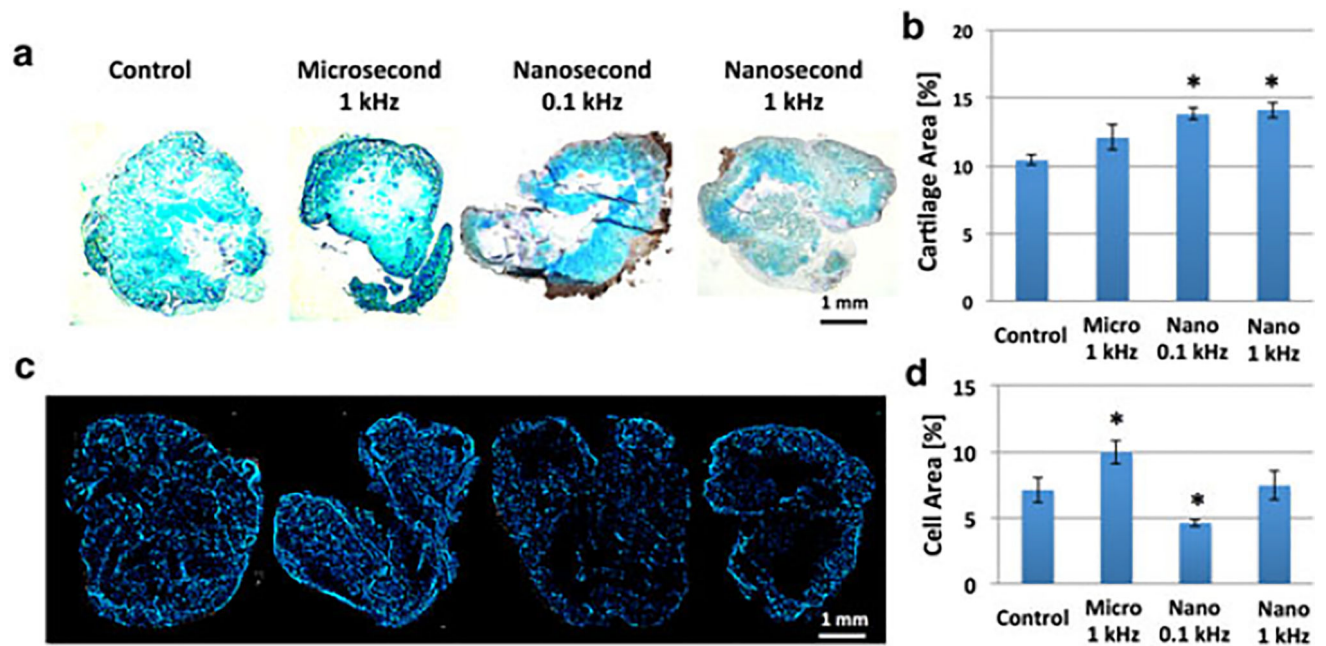 a
Control
Microsecond
1 kHz
Nanosecond
0.1 kHz
Nanosecond
1 kHz
1 mm
b
Cartilage Area [%]
20
15
10
5
0
* *
Control
Micro
1 kHz
Nano
0.1 kHz
Nano
1 kHz
c
1 mm
d
Cell Area [%]
15
10
5
0
*
*
Control
Micro
1 kHz
Nano
0.1 kHz
Nano
1 kHz